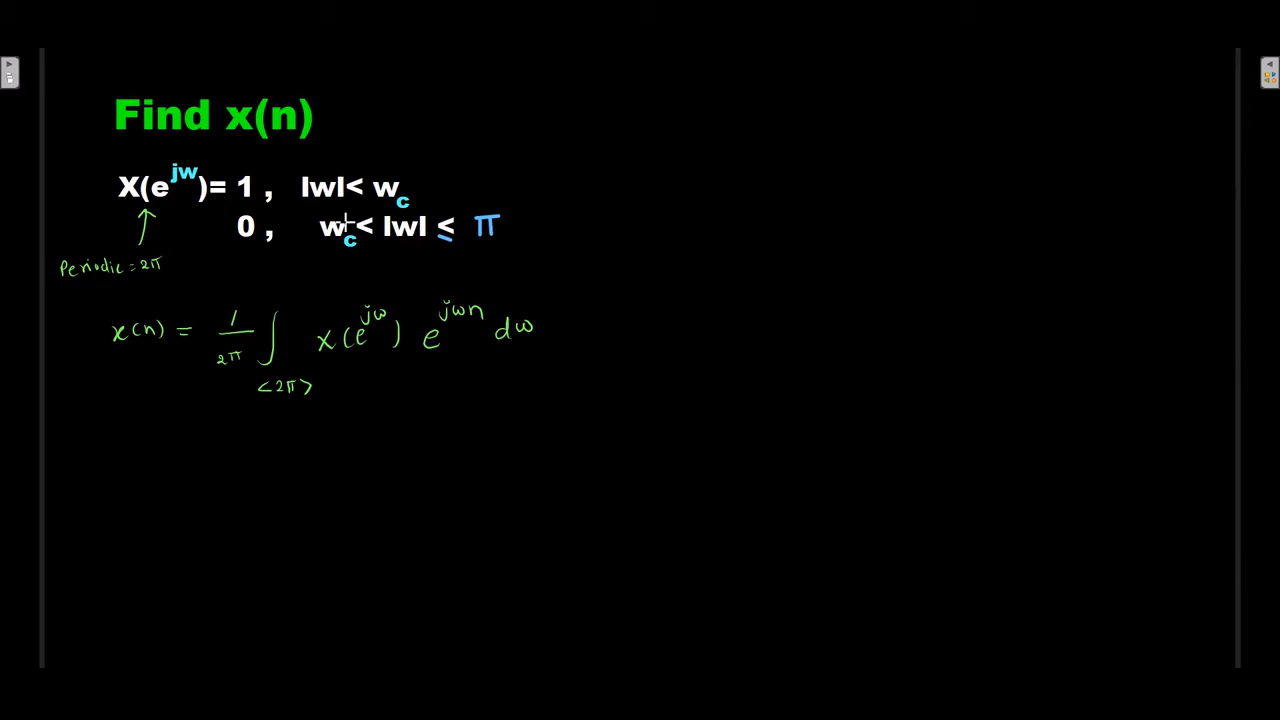 Find x(n)
X(e^jw)= 1 , |w|< w_c
0 , w_c< |w| ≤ π
Periodic = 2π
x(n) = 1/2π ∫_<2π> X(e^jω) e^jωn dω